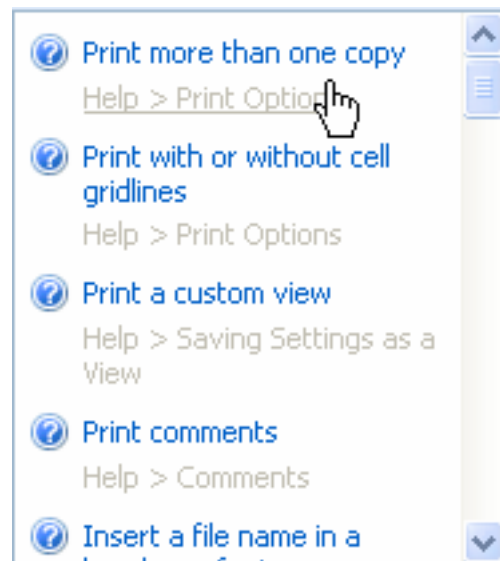 Print more than one copy
Help > Print Option
Print with or without cell
gridlines
Help > Print Options
Print a custom view
Help > Saving Settings as a
View
Print comments
Help > Comments
Insert a file name in a